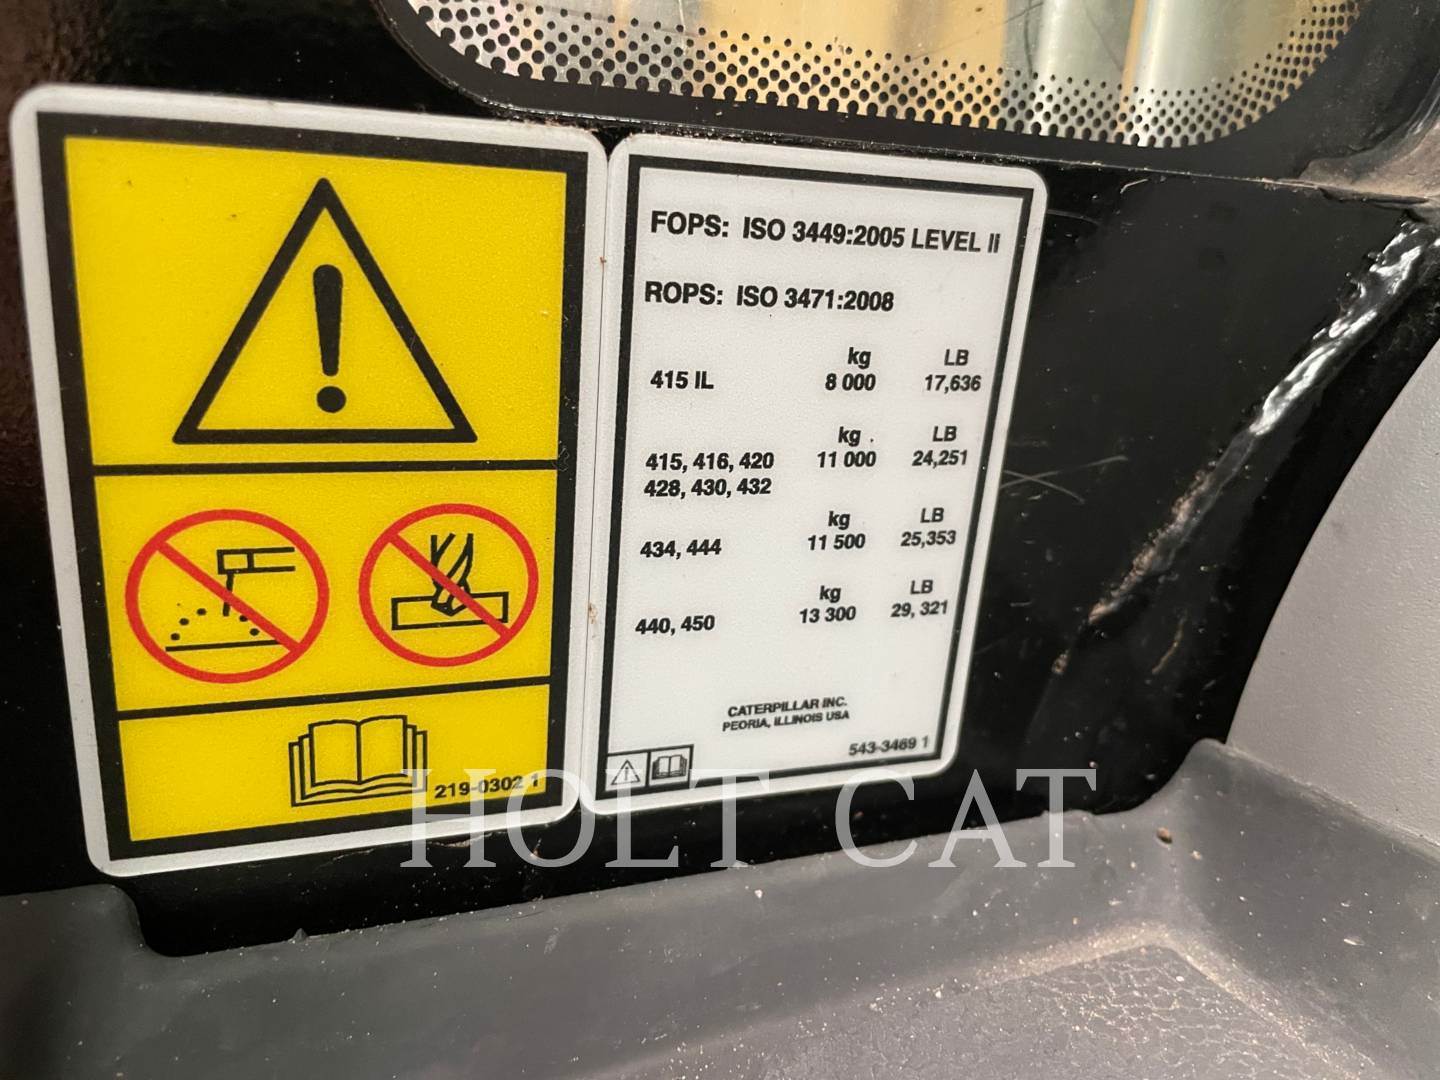 219-0302 1
FOPS: ISO 3449:2005 LEVEL II
ROPS: ISO 3471:2008
kg LB
415 IL 8 000 17,636
kg LB
415, 416, 420 11 000 24,251
428, 430, 432
kg LB
434, 444 11 500 25,353
kg LB
440, 450 13 300 29, 321
CATERPILLAR INC.
PEORIA, ILLINOIS USA
543-3469 1
HOLT CAT